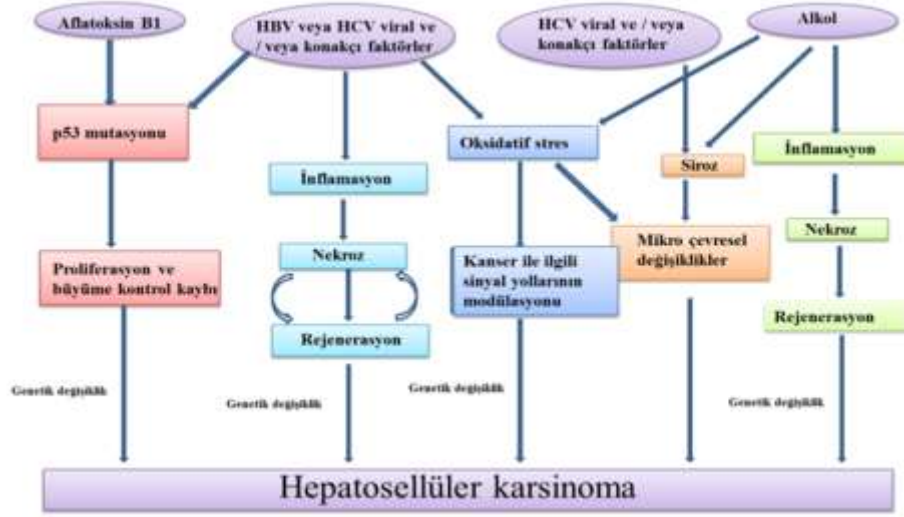 Aflatoksin B1
HBV veya HCV viral ve
/ veya konakçı faktörler
HCV viral ve / veya
konakçı faktörler
Alkol
p53 mutasyonu
Oksidatif stres
İnflamasyon
Siroz
İnflamasyon
Nekroz
Mikro çevresel
değişiklikler
Nekroz
Proliferasyon ve
büyüme kontrol kaybı
Kanser ile ilgili
sinyal yollarının
modülasyonu
Rejenerasyon
Rejenerasyon
Genetik değişiklik
Genetik değişiklik
Genetik değişiklik
Genetik değişiklik
Hepatosellüler karsinoma